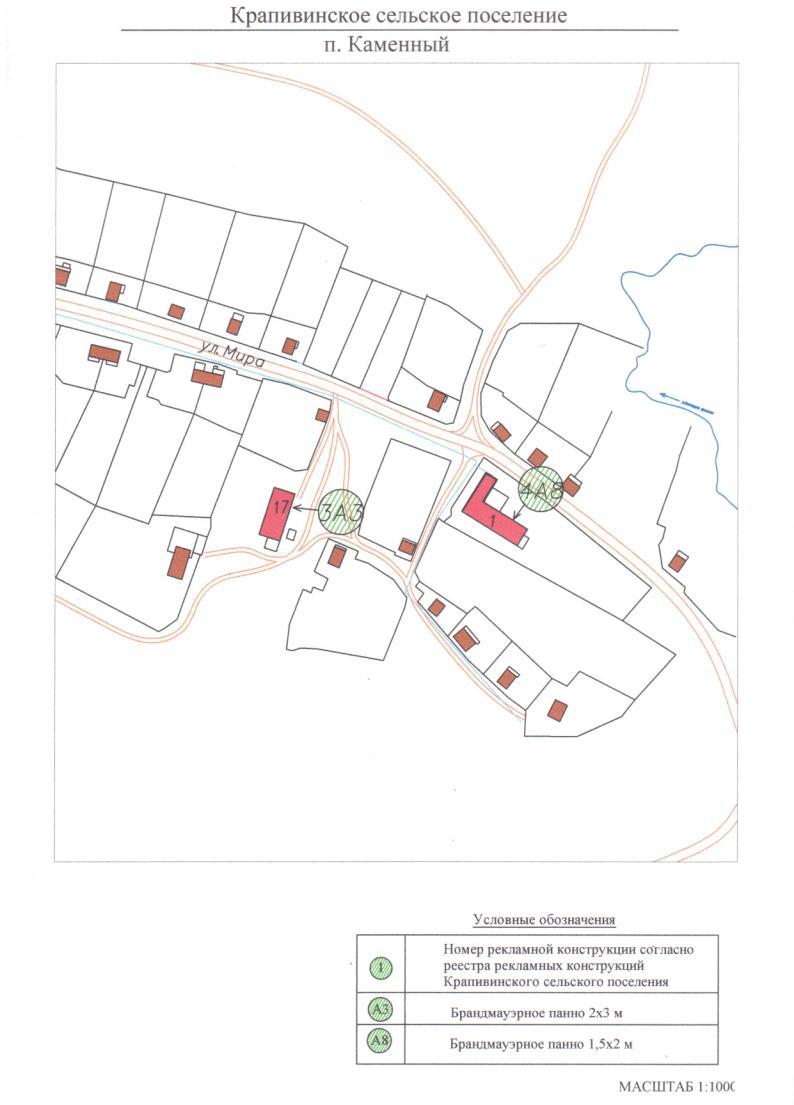 Крапивинское сельское поселение
п. Каменный
ул. Мира
17
3А3
4А8
1
Условные обозначения
1
Номер рекламной конструкции согласно
реестра рекламных конструкций
Крапивинского сельского поселения
А3
Брандмауэрное панно 2х3 м
А8
Брандмауэрное панно 1,5х2 м
МАСШТАБ 1:1000